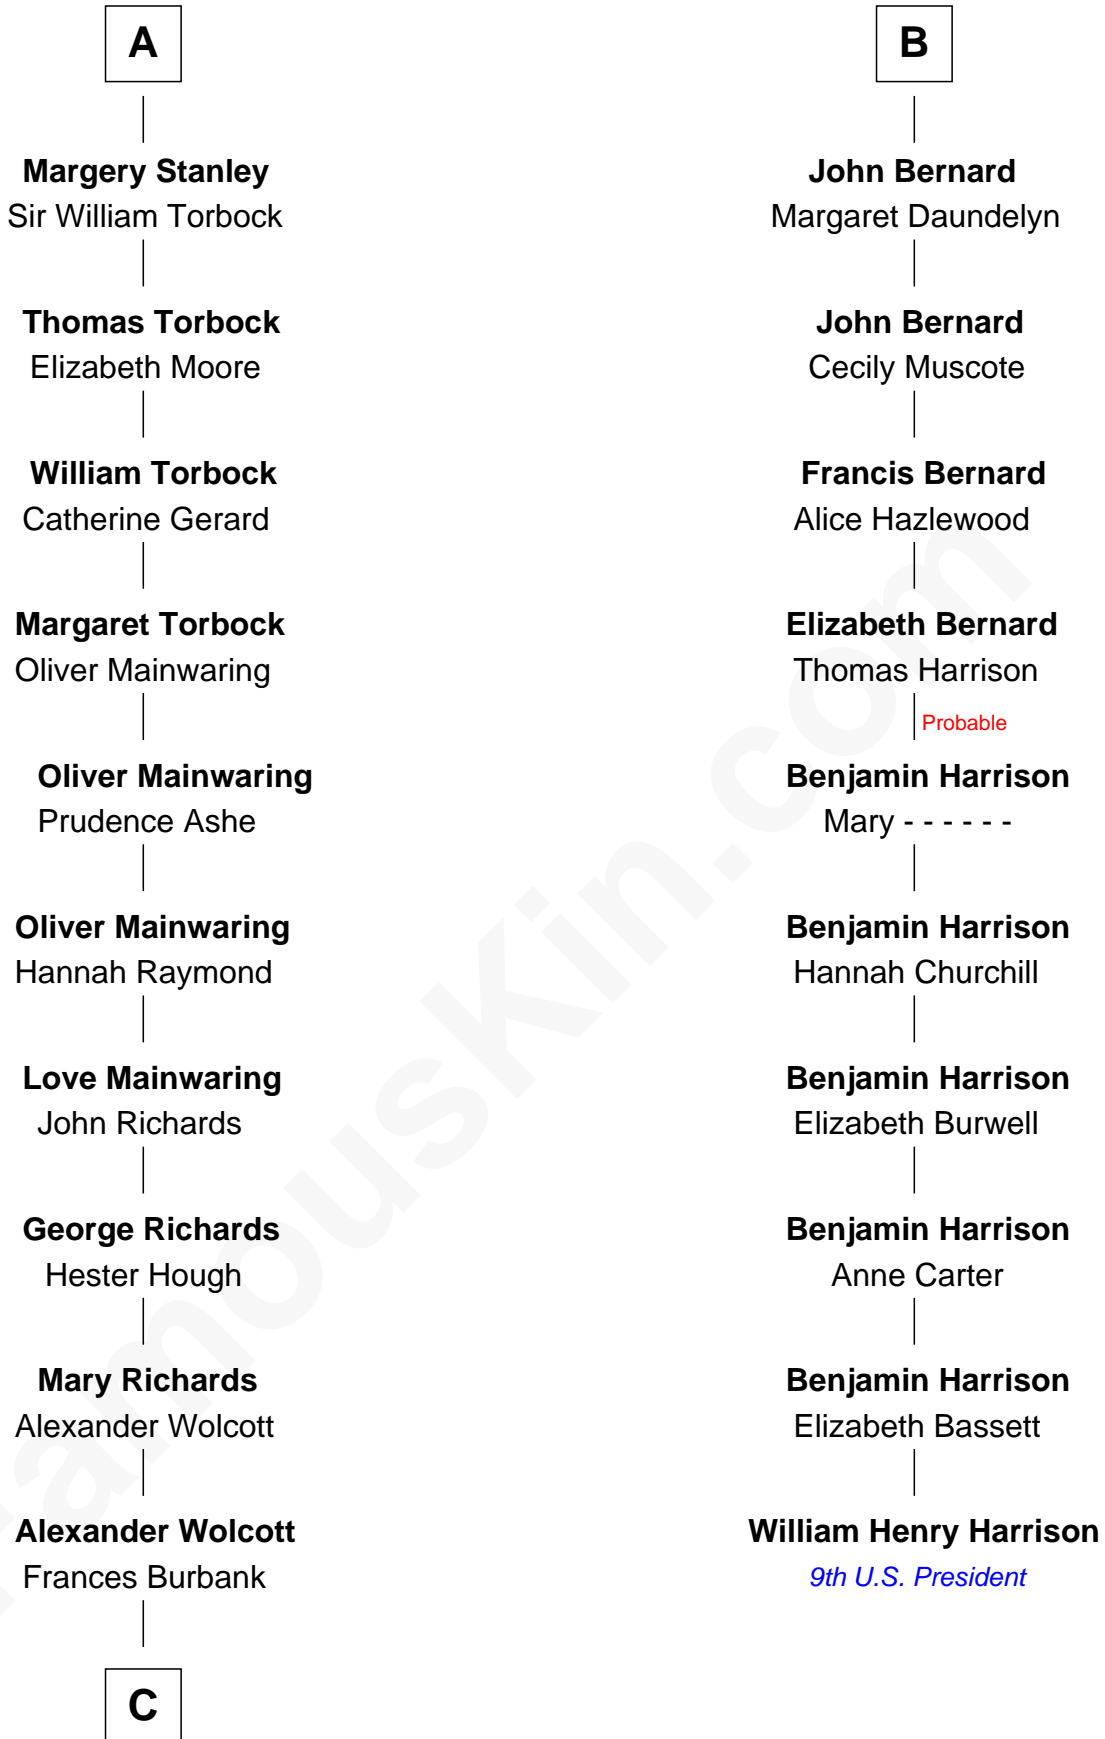 A
Margery Stanley
Sir William Torbock
Thomas Torbock
Elizabeth Moore
William Torbock
Catherine Gerard
Margaret Torbock
Oliver Mainwaring
Oliver Mainwaring
Prudence Ashe
Oliver Mainwaring
Hannah Raymond
Love Mainwaring
John Richards
George Richards
Hester Hough
Mary Richards
Alexander Wolcott
Alexander Wolcott
Frances Burbank
C
B
John Bernard
Margaret Daundelyn
John Bernard
Cecily Muscote
Francis Bernard
Alice Hazlewood
Elizabeth Bernard
Thomas Harrison
Probable
Benjamin Harrison
Mary - - - - - -
Benjamin Harrison
Hannah Churchill
Benjamin Harrison
Elizabeth Burwell
Benjamin Harrison
Anne Carter
Benjamin Harrison
Elizabeth Bassett
William Henry Harrison
9th U.S. President
FamousKin.com